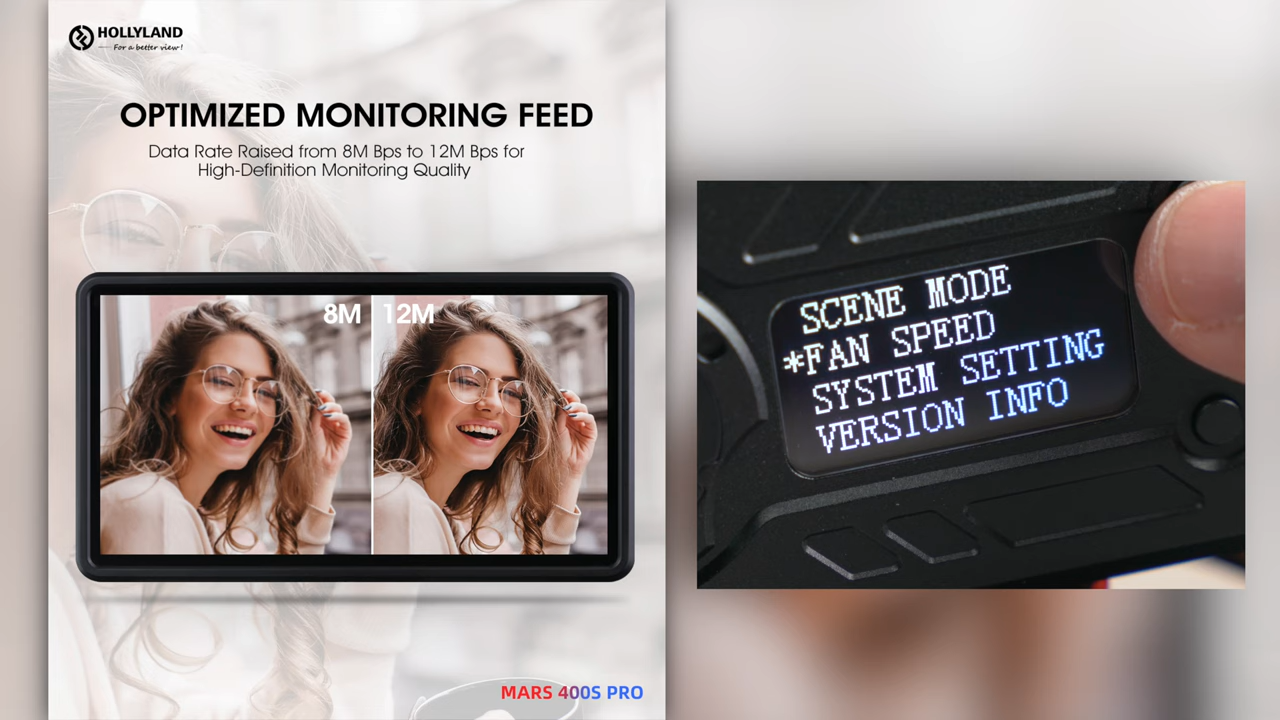 HOLLYLAND
For a better view!
OPTIMIZED MONITORING FEED
Data Rate Raised from 8M Bps to 12M Bps for
High-Definition Monitoring Quality
8M 12M
MARS 400S PRO
SCENE MODE
*FAN SPEED
SYSTEM SETTING
VERSION INFO